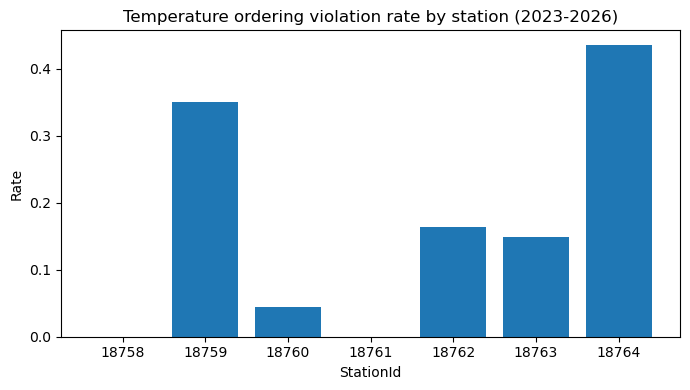 Temperature ordering violation rate by station (2023-2026)
0.4
0.3
0.2
0.1
0.0
Rate
18758 18759 18760 18761 18762 18763 18764
StationId